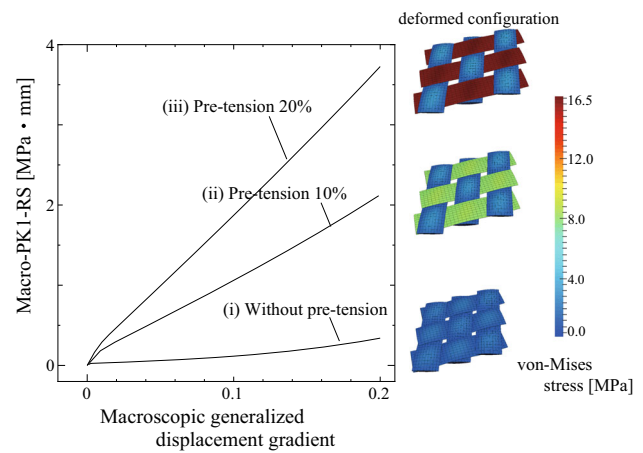 deformed configuration
4
2
0
Macro-PK1-RS [MPa・mm]
(iii) Pre-tension 20%
(ii) Pre-tension 10%
(i) Without pre-tension
0
0.1
0.2
Macroscopic generalized
displacement gradient
16.5
12.0
8.0
4.0
0.0
von-Mises
stress [MPa]